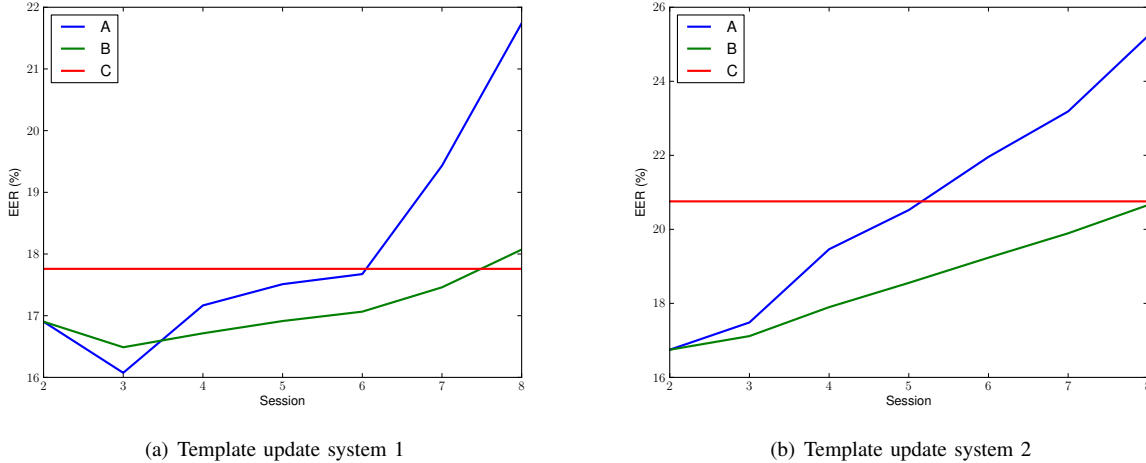 22
21
20
19
18
17
16
2 3 4 5 6 7 8
EER (%)
Session
A
B
C
(a) Template update system 1
26
24
22
20
18
16
2 3 4 5 6 7 8
EER (%)
Session
A
B
C
(b) Template update system 2